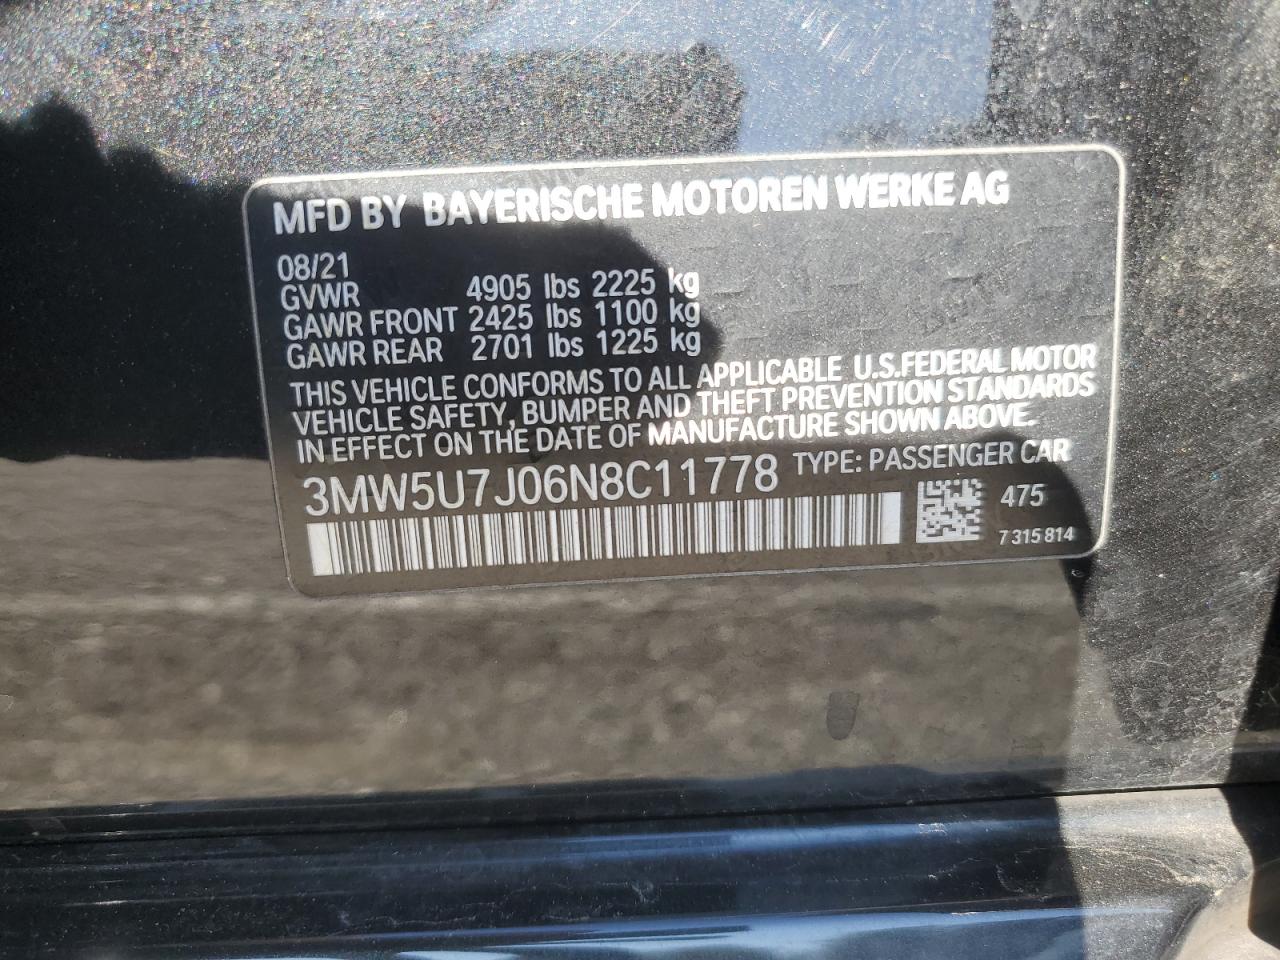 MFD BY BAYERISCHE MOTOREN WERKE AG
08/21
GVWR 4905 lbs 2225 kg
GAWR FRONT 2425 lbs 1100 kg
GAWR REAR 2701 lbs 1225 kg
THIS VEHICLE CONFORMS TO ALL APPLICABLE U.S.FEDERAL MOTOR
VEHICLE SAFETY, BUMPER AND THEFT PREVENTION STANDARDS
IN EFFECT ON THE DATE OF MANUFACTURE SHOWN ABOVE.
3MW5U7J06N8C11778 TYPE: PASSENGER CAR
475
7 315 814